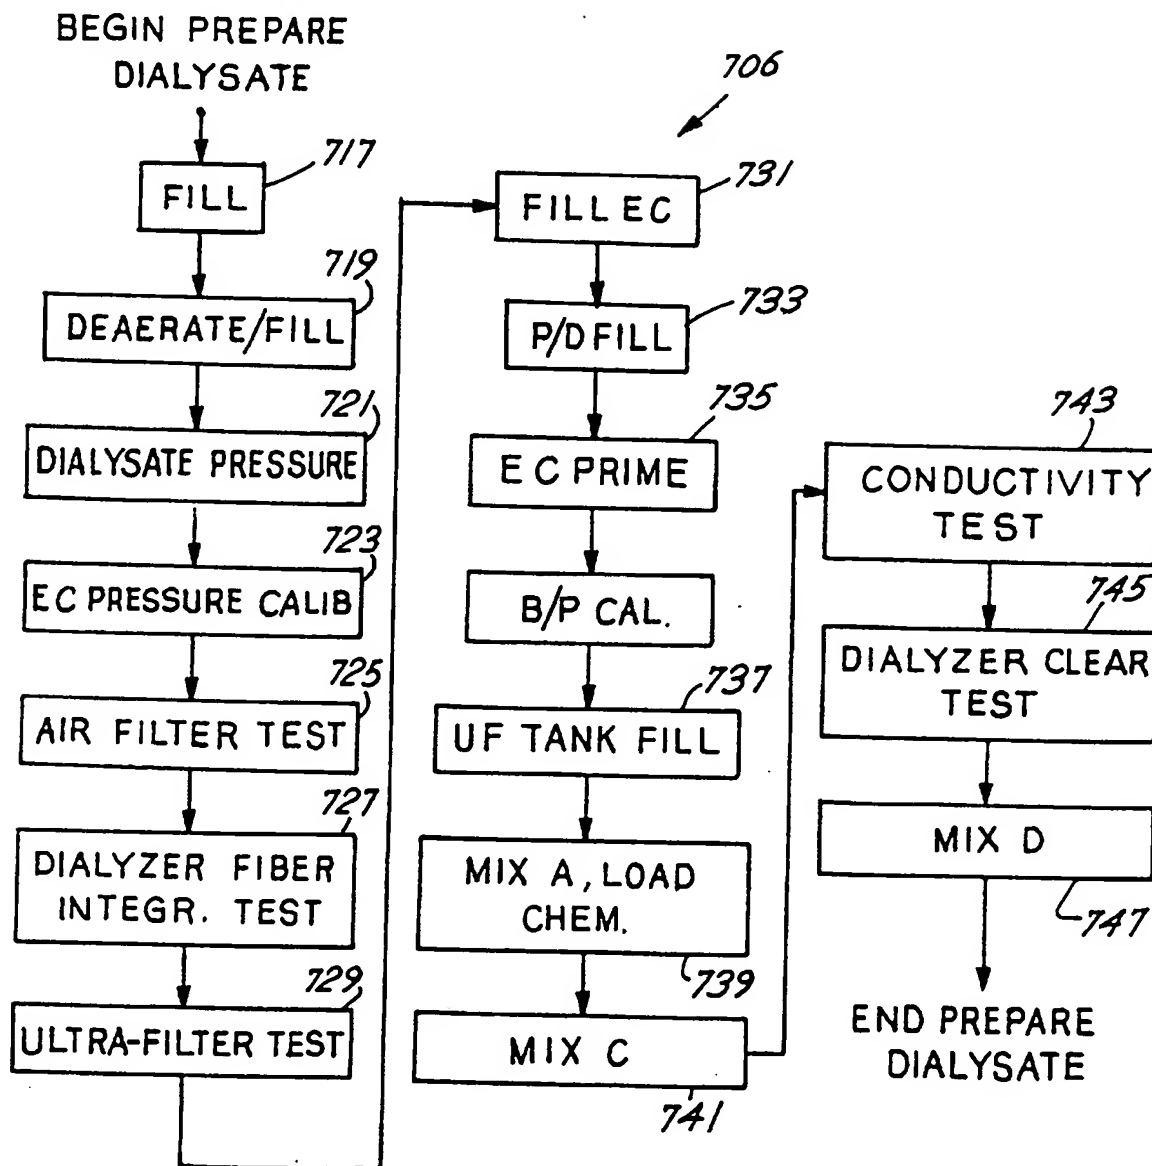 BEGIN PREPARE
DIALYSATE
717
FILL
719
DEAERATE/FILL
721
DIALYSATE PRESSURE
723
EC PRESSURE CALIB
725
AIR FILTER TEST
727
DIALYZER FIBER
INTEGR. TEST
729
ULTRA-FILTER TEST
706
731
FILL EC
733
P/D FILL
735
EC PRIME
B/P CAL.
737
UF TANK FILL
MIX A, LOAD
CHEM.
739
MIX C
741
743
CONDUCTIVITY
TEST
745
DIALYZER CLEAR
TEST
MIX D
747
END PREPARE
DIALYSATE